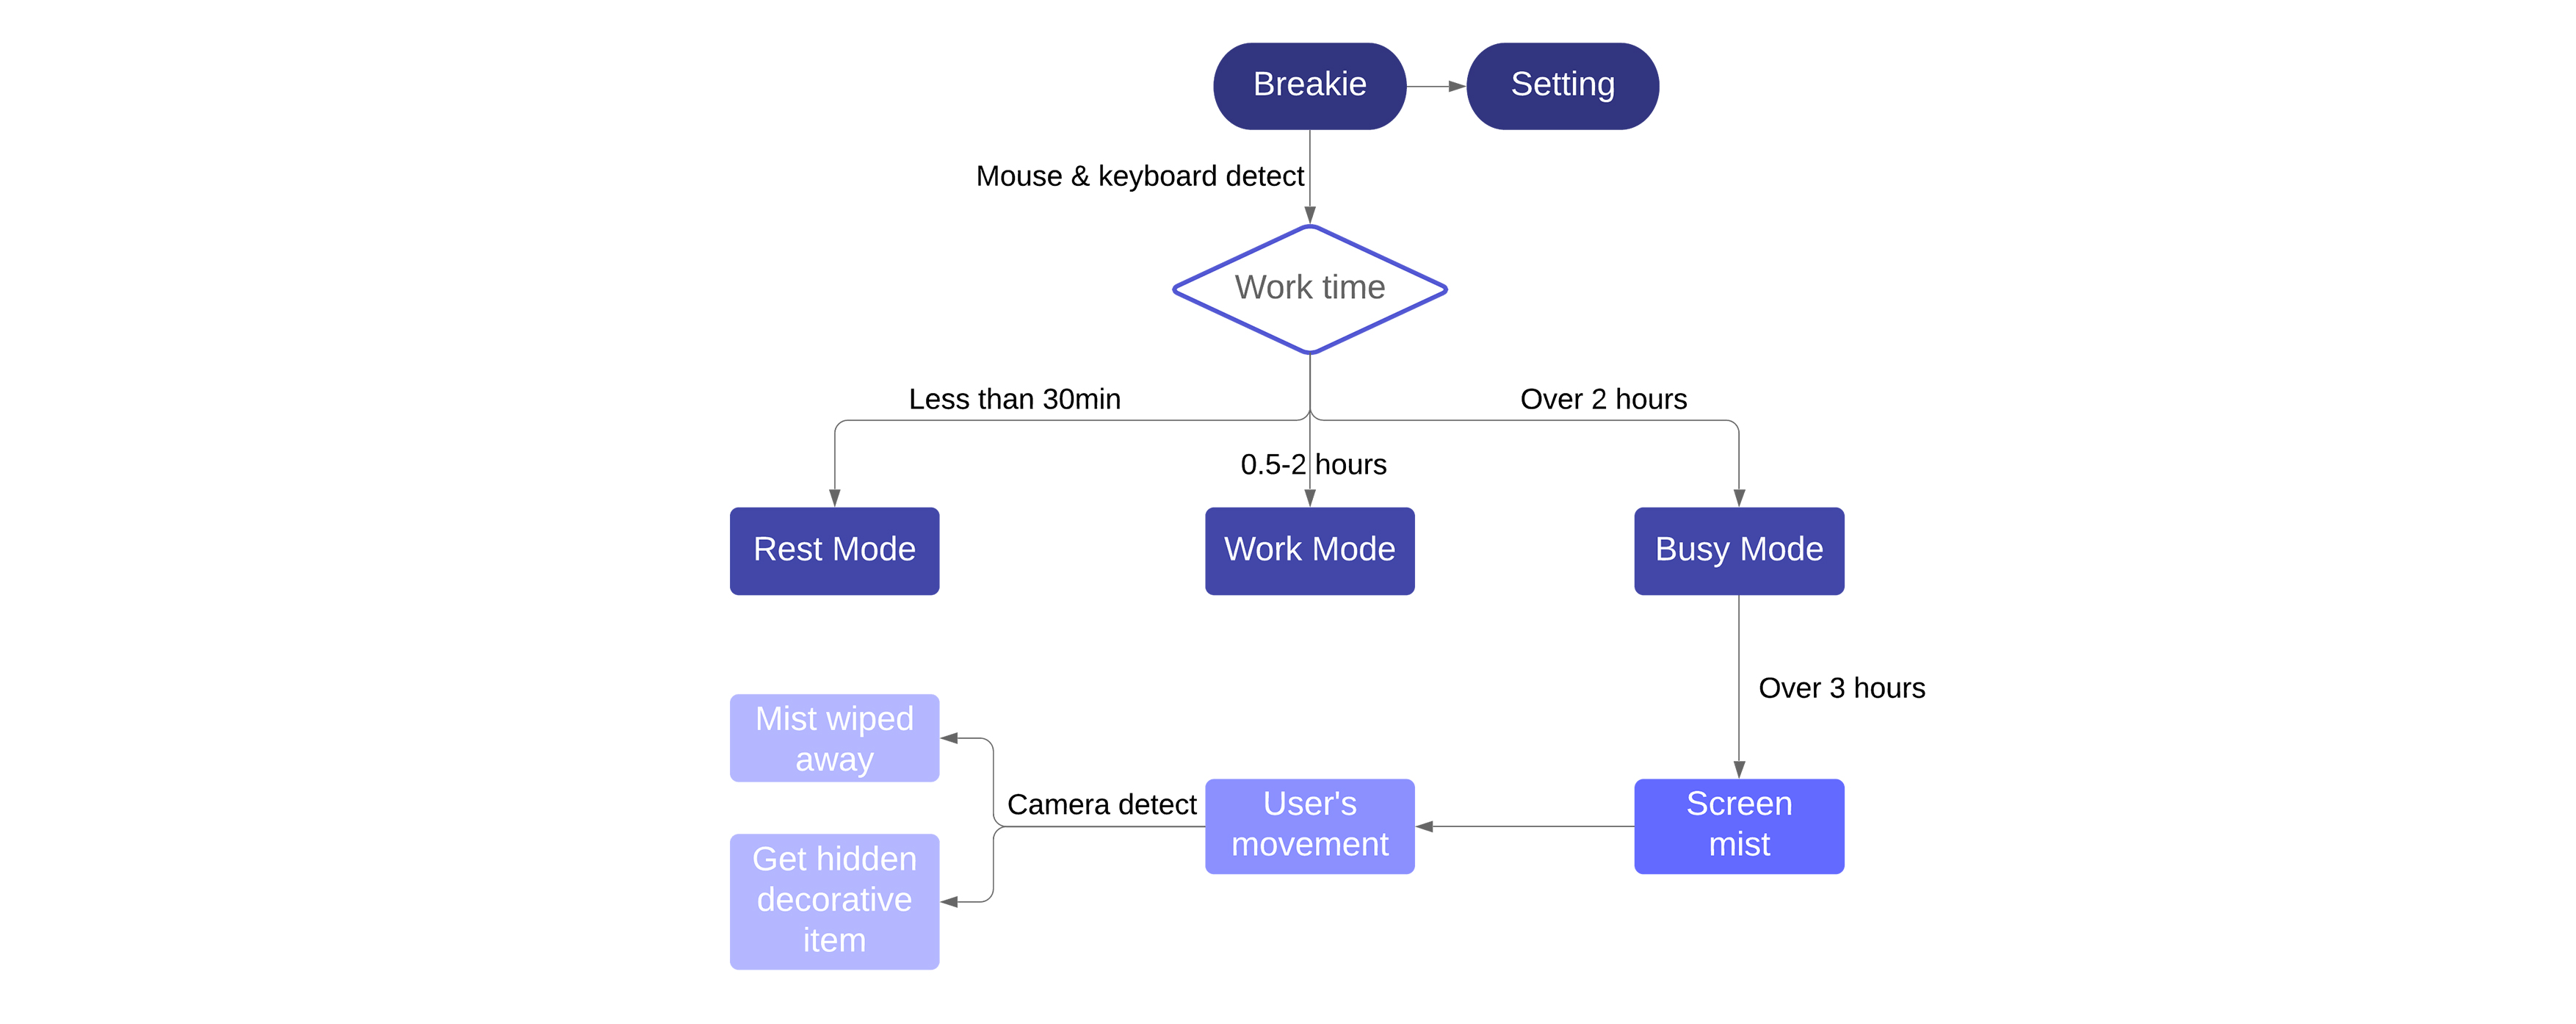 Breakie
Setting
Mouse & keyboard detect
Work time
Less than 30min
Over 2 hours
0.5-2 hours
Rest Mode
Work Mode
Busy Mode
Over 3 hours
Mist wiped
away
Camera detect
User's
movement
Screen
mist
Get hidden
decorative
item